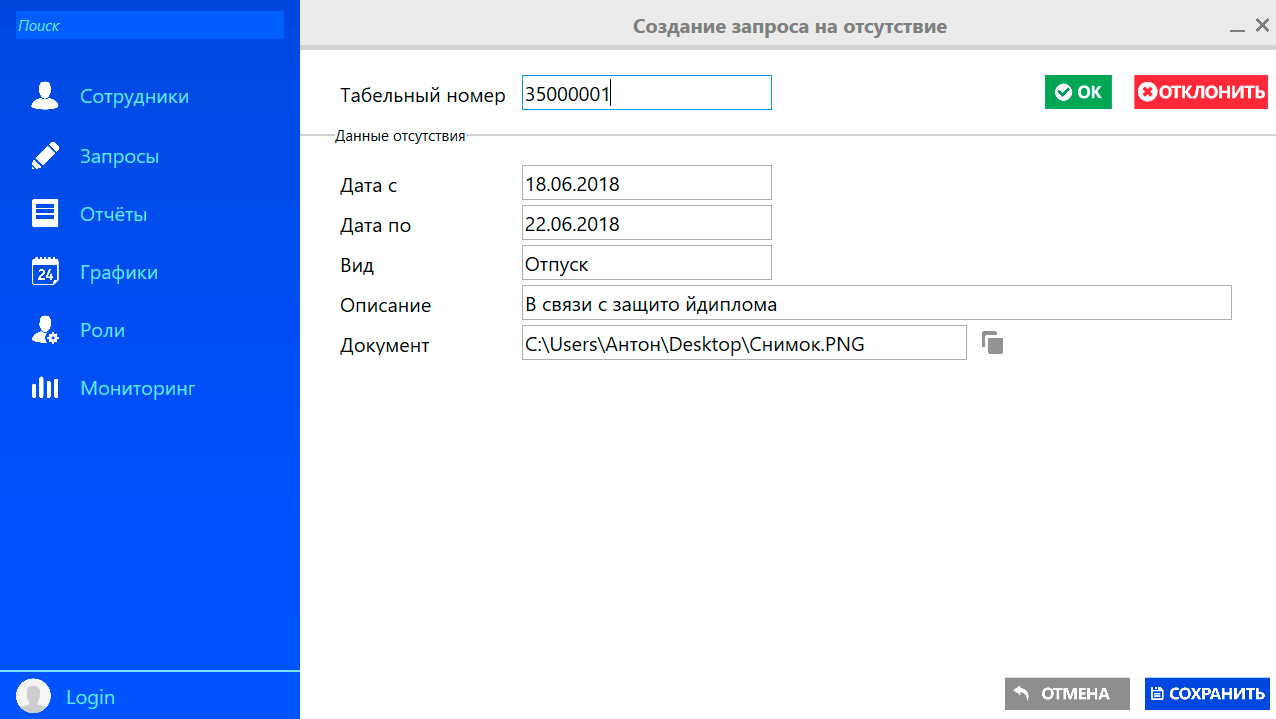 Поиск
Создание запроса на отсутствие
Сотрудники
Запросы
Отчёты
24
Графики
Роли
Мониторинг
Login
Табельный номер 35000001
ОК
ОТКЛОНИТЬ
Данные отсутствия
Дата с 18.06.2018
Дата по 22.06.2018
Вид Отпуск
Описание В связи с защито йдиплома
Документ C:\Users\Антон\Desktop\Снимок.PNG
ОТМЕНА
СОХРАНИТЬ